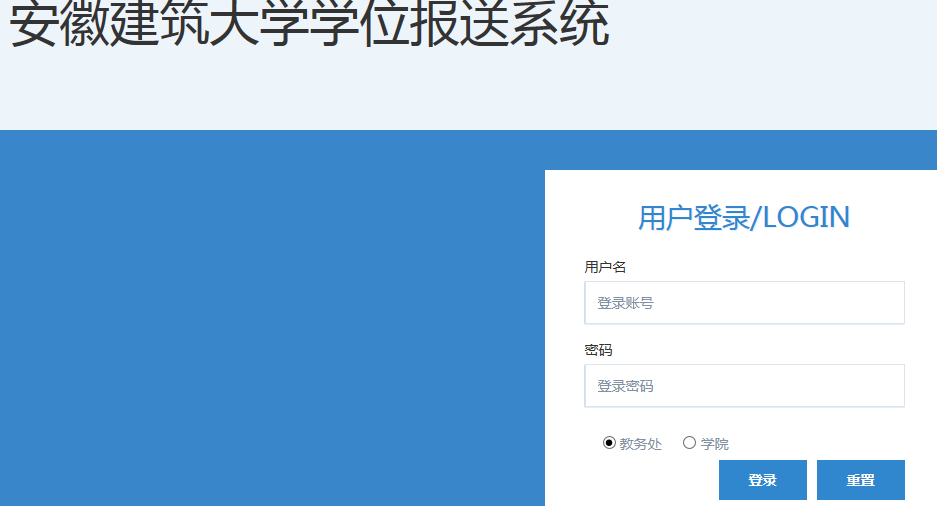 安徽建筑大学学位报送系统
用户登录/LOGIN
用户名
登录账号
密码
登录密码
教务处 学院
登录 重置